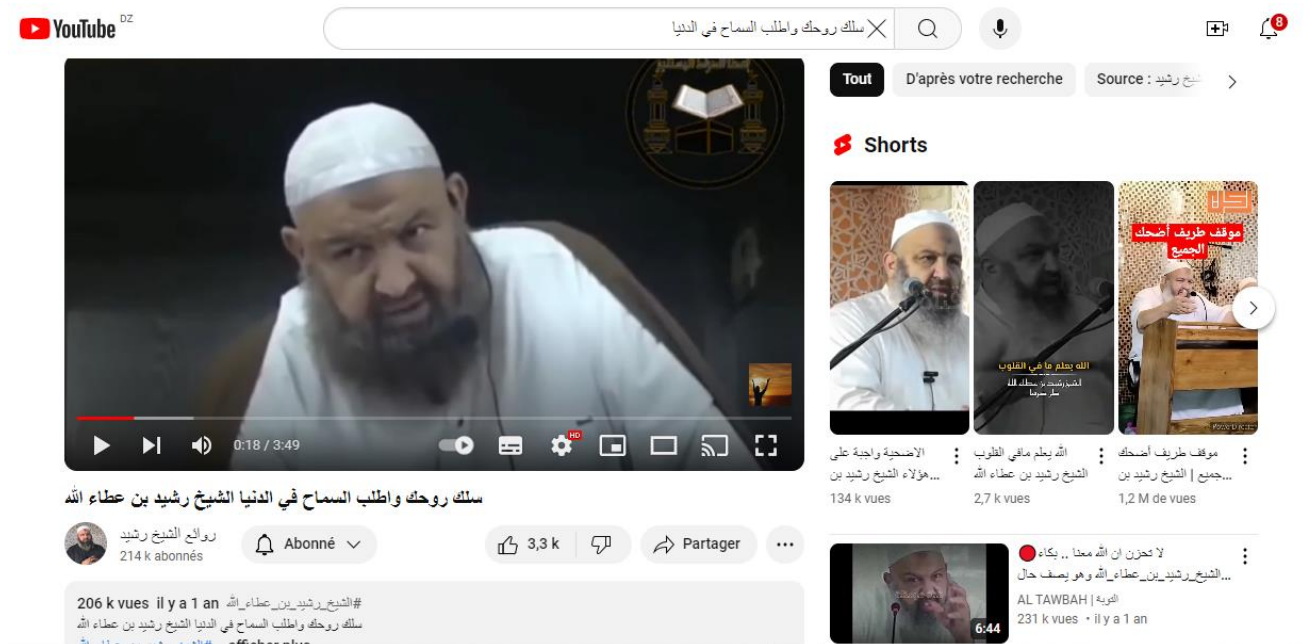 YouTube DZ
سلك روحك واطلب السماح في الدنيا
8
0:18 / 3:49
HD
سلك روحك واطلب السماح في الدنيا الشيخ رشيد بن عطاء الله
روائع الشيخ رشيد
214 k abonnés
Abonné
3,3 k
Partager
206 k vues il y a 1 an #الشيخ_رشيد_بن_عطاء_الله
سلك روحك واطلب السماح في الدنيا الشيخ رشيد بن عطاء الله
Tout
D'après votre recherche
Source : شيخ رشيد
Shorts
الله يعلم ما في القلوب
موقف طريف أضحك
الجميع
الاضحية واجبة على
هؤلاء الشيخ رشيد بن...
134 k vues
الله يعلم مافي القلوب
الشيخ رشيد بن عطاء الله
2,7 k vues
موقف طريف أضحك
جميع | الشيخ رشيد بن...
1,2 M de vues
6:44
لا تحزن ان الله معنا .. بكاء
الشيخ_رشيد_بن_عطاء_الله وهو يصف حال...
AL TAWBAH | التوبة
231 k vues • il y a 1 an